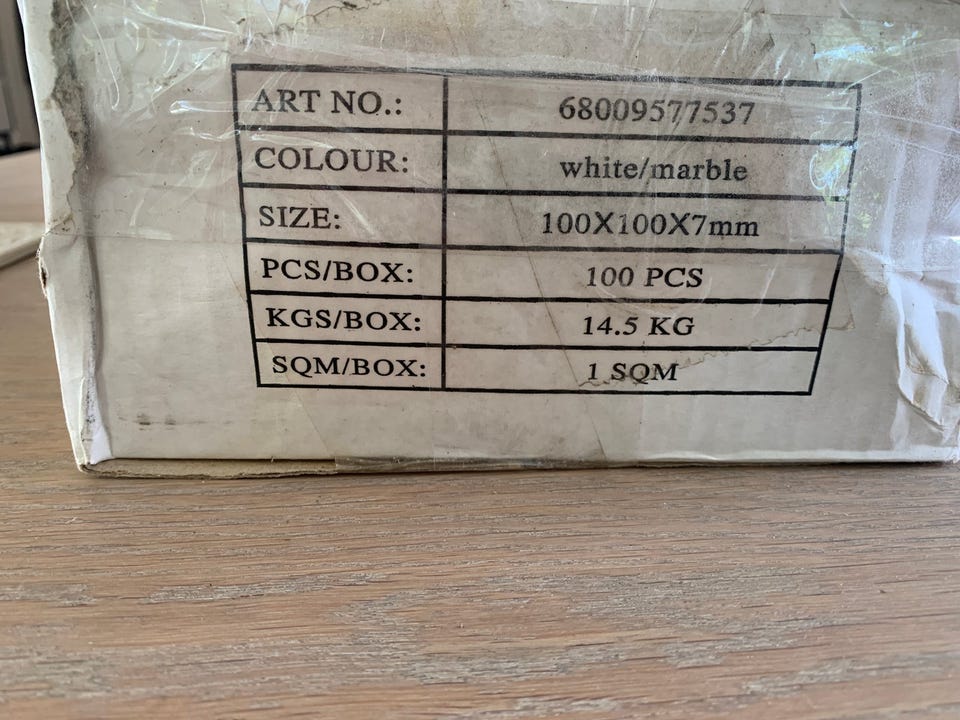 ART NO.: 68009577537
COLOUR: white/marble
SIZE: 100X100X7mm
PCS/BOX: 100 PCS
KGS/BOX: 14.5 KG
SQM/BOX: 1 SQM